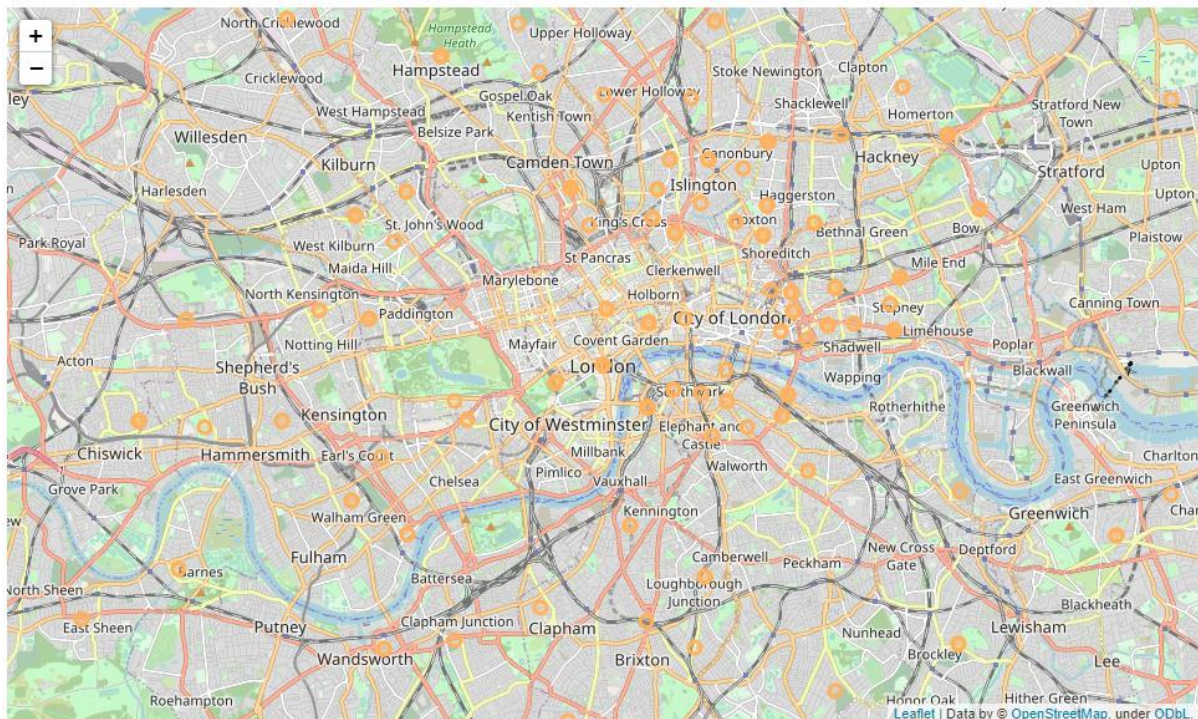 +
−
North Cricklewood
Hampstead
Heath
Upper Holloway
Cricklewood
Hampstead
Stoke Newington
Clapton
West Hampstead
Gospel Oak
Lower Holloway
Shacklewell
Homerton
Stratford New
Town
Kentish Town
Belsize Park
Willesden
Kilburn
Camden Town
Canonbury
Hackney
Stratford
Upton
Harlesden
Islington
Haggerston
Upton
West Ham
St. John's Wood
King's Cross
Hoxton
Bethnal Green
Bow
Plaistow
Park Royal
West Kilburn
Maida Hill
St Pancras
Shoreditch
Mile End
Marylebone
Clerkenwell
North Kensington
Holborn
Stepney
Canning Town
Paddington
City of London
Limehouse
Notting Hill
Mayfair
Covent Garden
Shadwell
Poplar
Acton
Shepherd's
Bush
London
Wapping
Blackwall
Southwark
Rotherhithe
Greenwich
Peninsula
Kensington
City of Westminster
Elephant and
Castle
Chiswick
Hammersmith
Earl's Court
Millbank
Walworth
Charlton
Grove Park
Chelsea
Pimlico
Vauxhall
East Greenwich
Walham Green
Kennington
Greenwich
Fulham
Camberwell
New Cross
Gate
Deptford
Barnes
Battersea
Peckham
North Sheen
Loughborough
Junction
Blackheath
East Sheen
Putney
Clapham Junction
Clapham
Nunhead
Lewisham
Wandsworth
Brixton
Brockley
Lee
Roehampton
Honor Oak
Hither Green
Leaflet | Data by © OpenStreetMap, under ODbL.